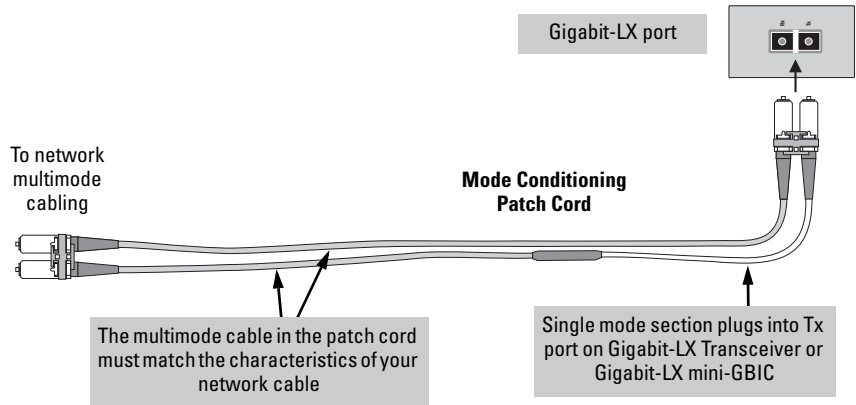 Gigabit-LX port
To network
multimode
cabling
Mode Conditioning
Patch Cord
The multimode cable in the patch cord
must match the characteristics of your
network cable
Single mode section plugs into Tx
port on Gigabit-LX Transceiver or
Gigabit-LX mini-GBIC